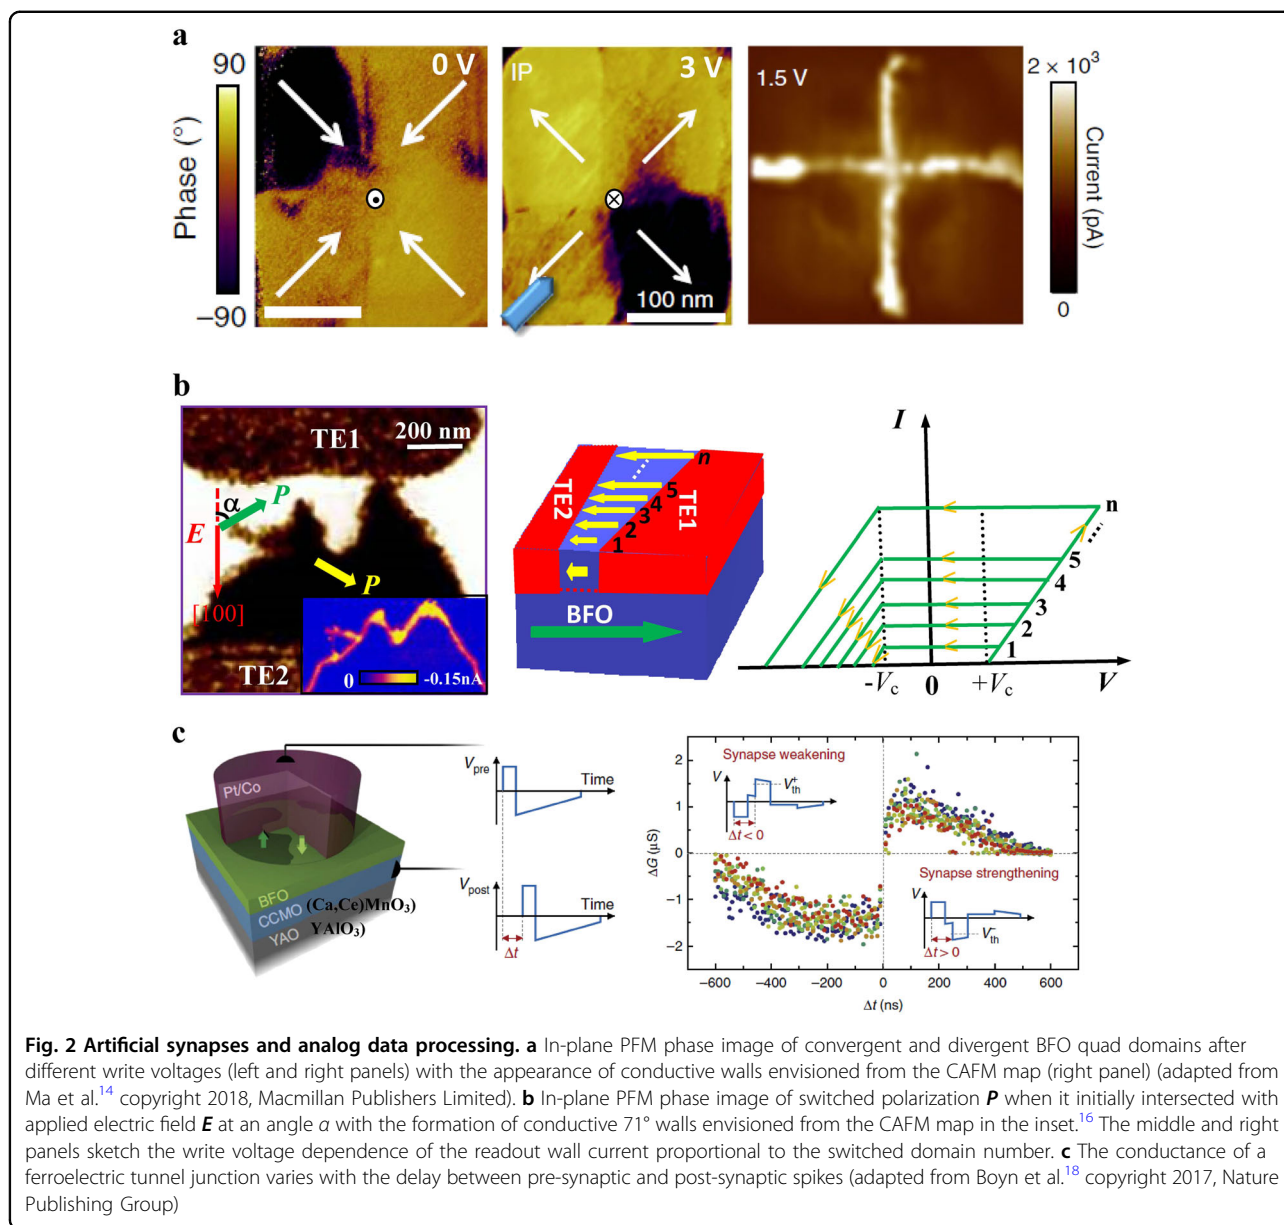 a
90
Phase (°)
–90
0 V
IP
3 V
100 nm
1.5 V
2 × 10³
Current (pA)
0
b
TE1
200 nm
α
P
E
P
[100]
TE2
0
-0.15nA
TE2
TE1
n
5
4
3
2
1
BFO
I
n
5
4
3
2
1
-Vc
0
+Vc
V
c
Pt/Co
BFO
CCMO (Ca,Ce)MnO₃)
YAO YAlO₃)
Vpre
Time
Vpost
Time
Δt
ΔG (μS)
2
1
0
−1
−2
Synapse weakening
V
V⁺th
Δt < 0
Synapse strengthening
V⁻th
Δt > 0
−600
−400
−200
0
200
400
600
Δt (ns)
Fig. 2 Artificial synapses and analog data processing. a In-plane PFM phase image of convergent and divergent BFO quad domains after
different write voltages (left and right panels) with the appearance of conductive walls envisioned from the CAFM map (right panel) (adapted from
Ma et al.¹⁴ copyright 2018, Macmillan Publishers Limited). b In-plane PFM phase image of switched polarization P when it initially intersected with
applied electric field E at an angle α with the formation of conductive 71° walls envisioned from the CAFM map in the inset.¹⁶ The middle and right
panels sketch the write voltage dependence of the readout wall current proportional to the switched domain number. c The conductance of a
ferroelectric tunnel junction varies with the delay between pre-synaptic and post-synaptic spikes (adapted from Boyn et al.¹⁸ copyright 2017, Nature
Publishing Group)